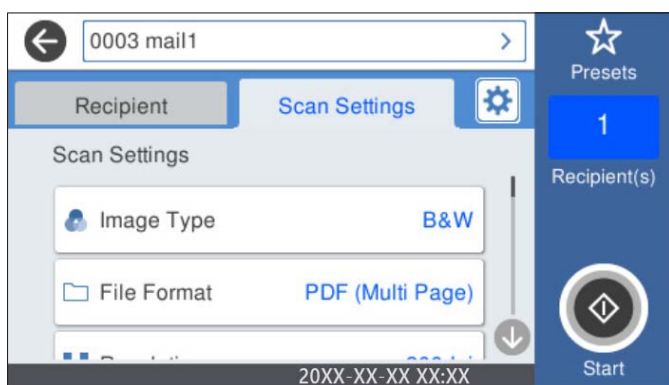 0003 mail1
Presets
Recipient
Scan Settings
1
Recipient(s)
Scan Settings
Image Type
B&W
File Format
PDF (Multi Page)
20XX-XX-XX XX:XX
Start